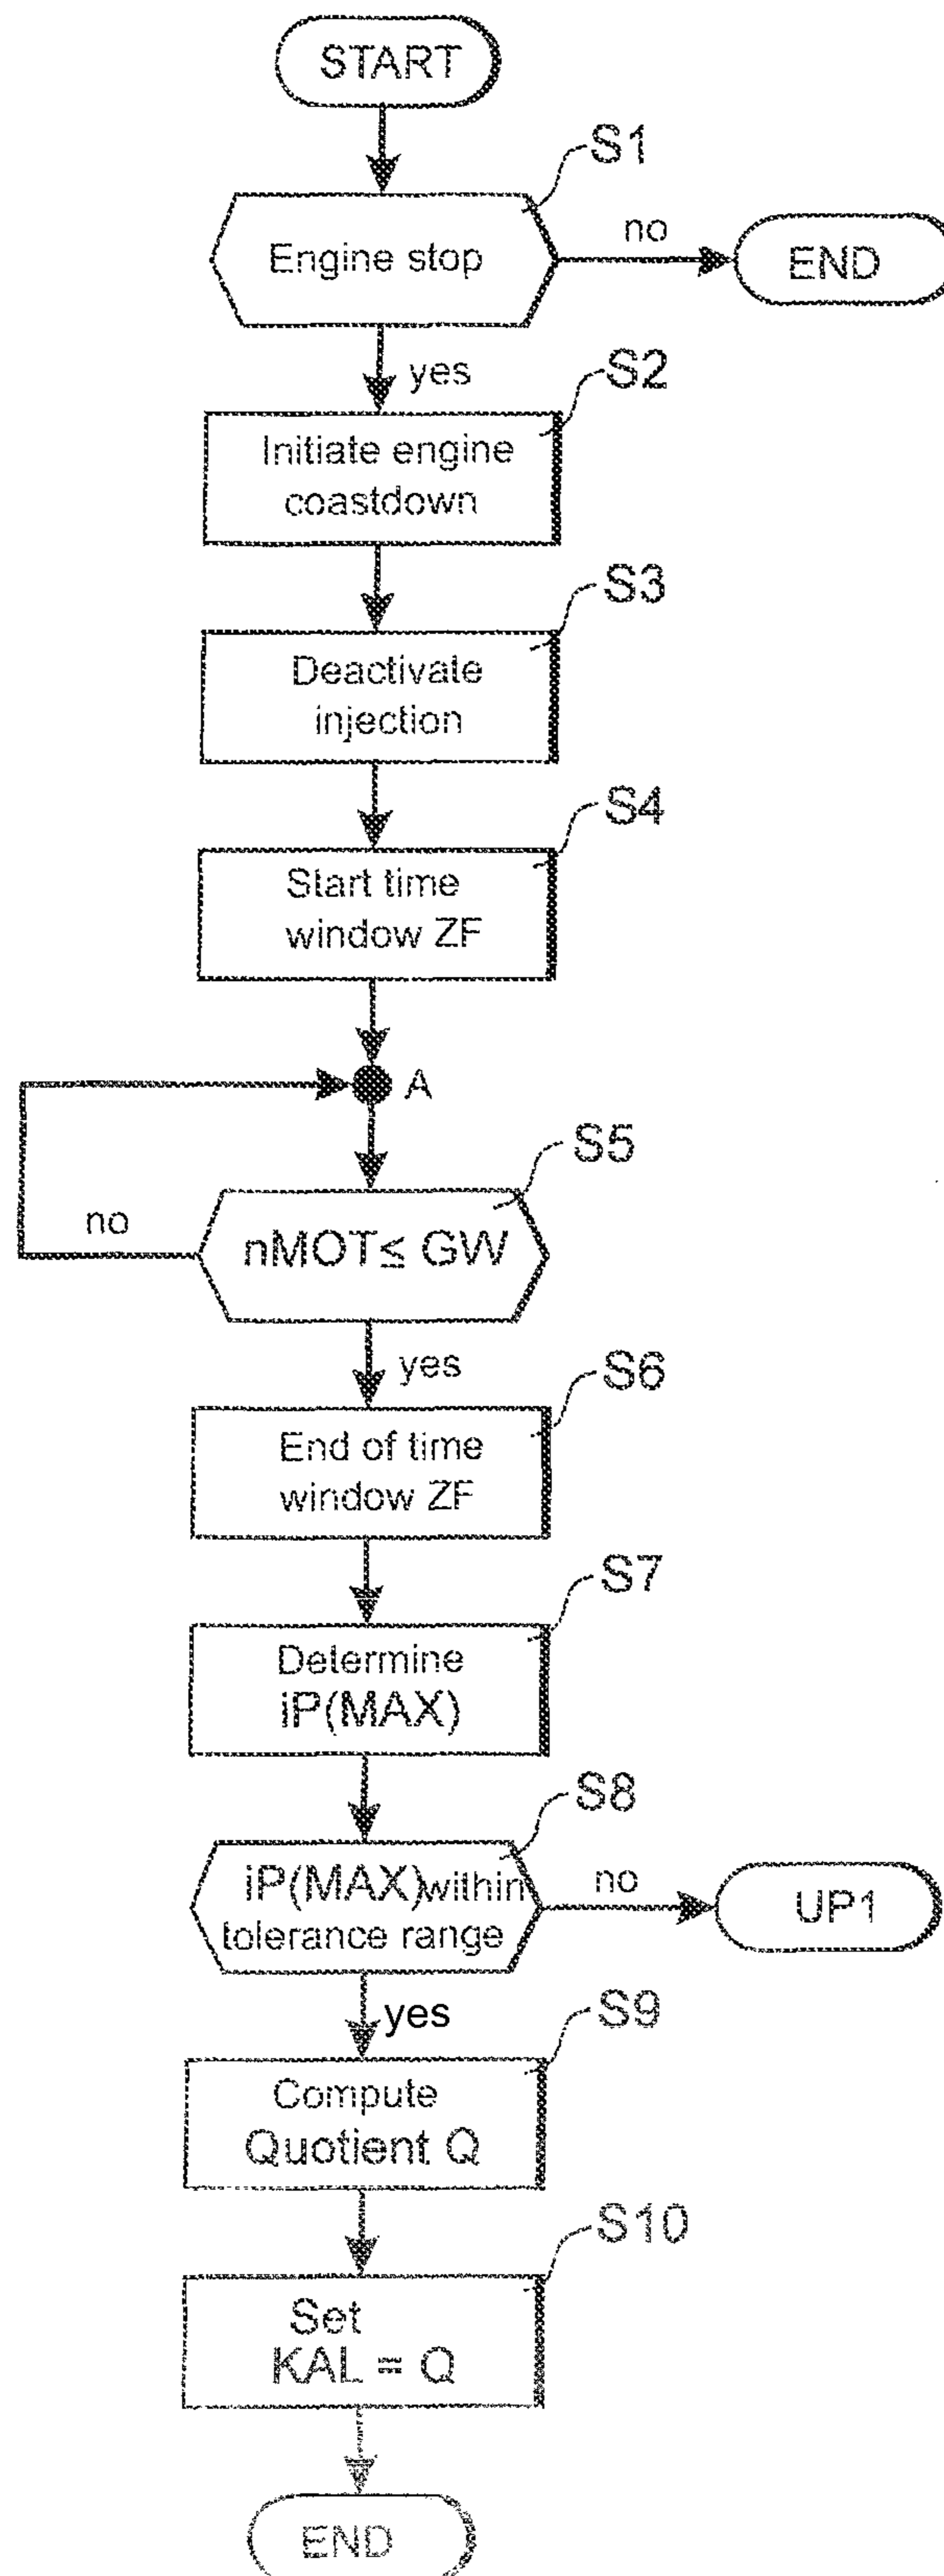 START
S1
Engine stop
no
END
yes
S2
Initiate engine
coastdown
S3
Deactivate
injection
S4
Start time
window ZF
A
S5
no
nMOT≤ GW
yes
S6
End of time
window ZF
S7
Determine
iP(MAX)
S8
iP(MAX) within
tolerance range
no
UP1
yes
S9
Compute
Quotient Q
S10
Set
KAL = Q
END